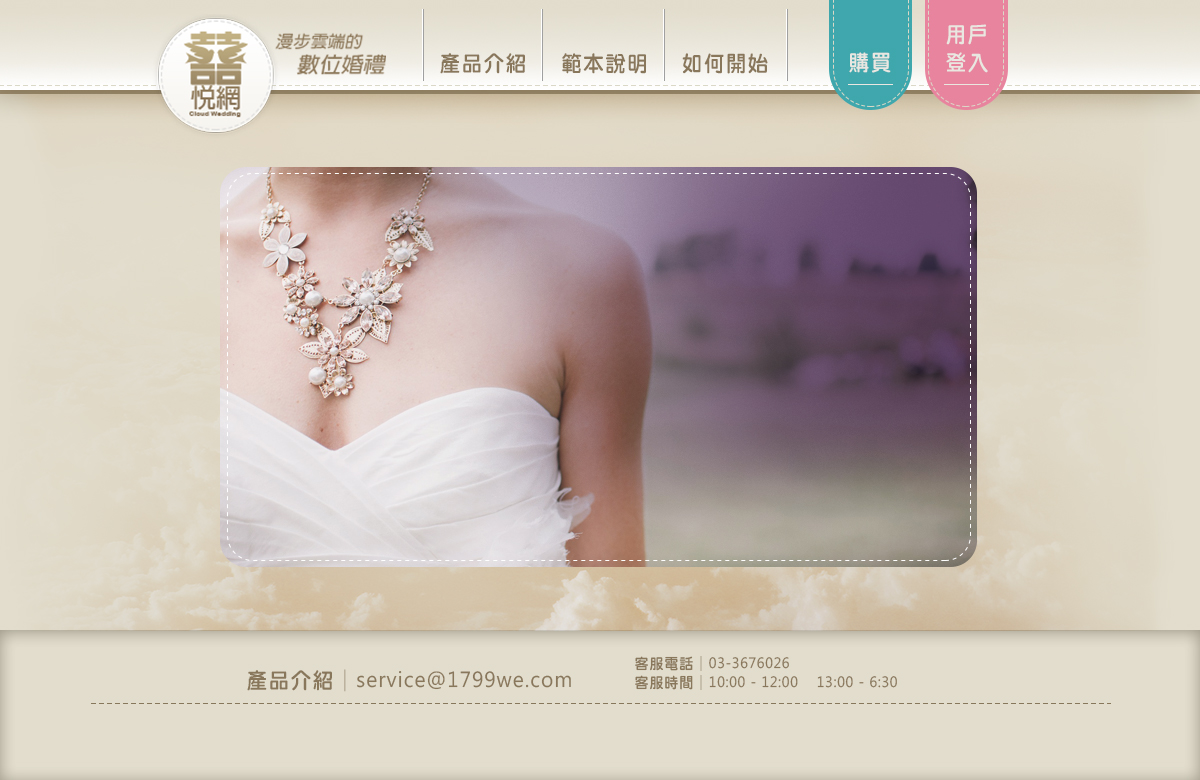 囍
悦網
Cloud Wedding
漫步雲端的
數位婚禮
產品介紹
範本說明
如何開始
購買
用戶
登入
產品介紹｜service@1799we.com
客服電話｜03-3676026
客服時間｜10:00 - 12:00 13:00 - 6:30